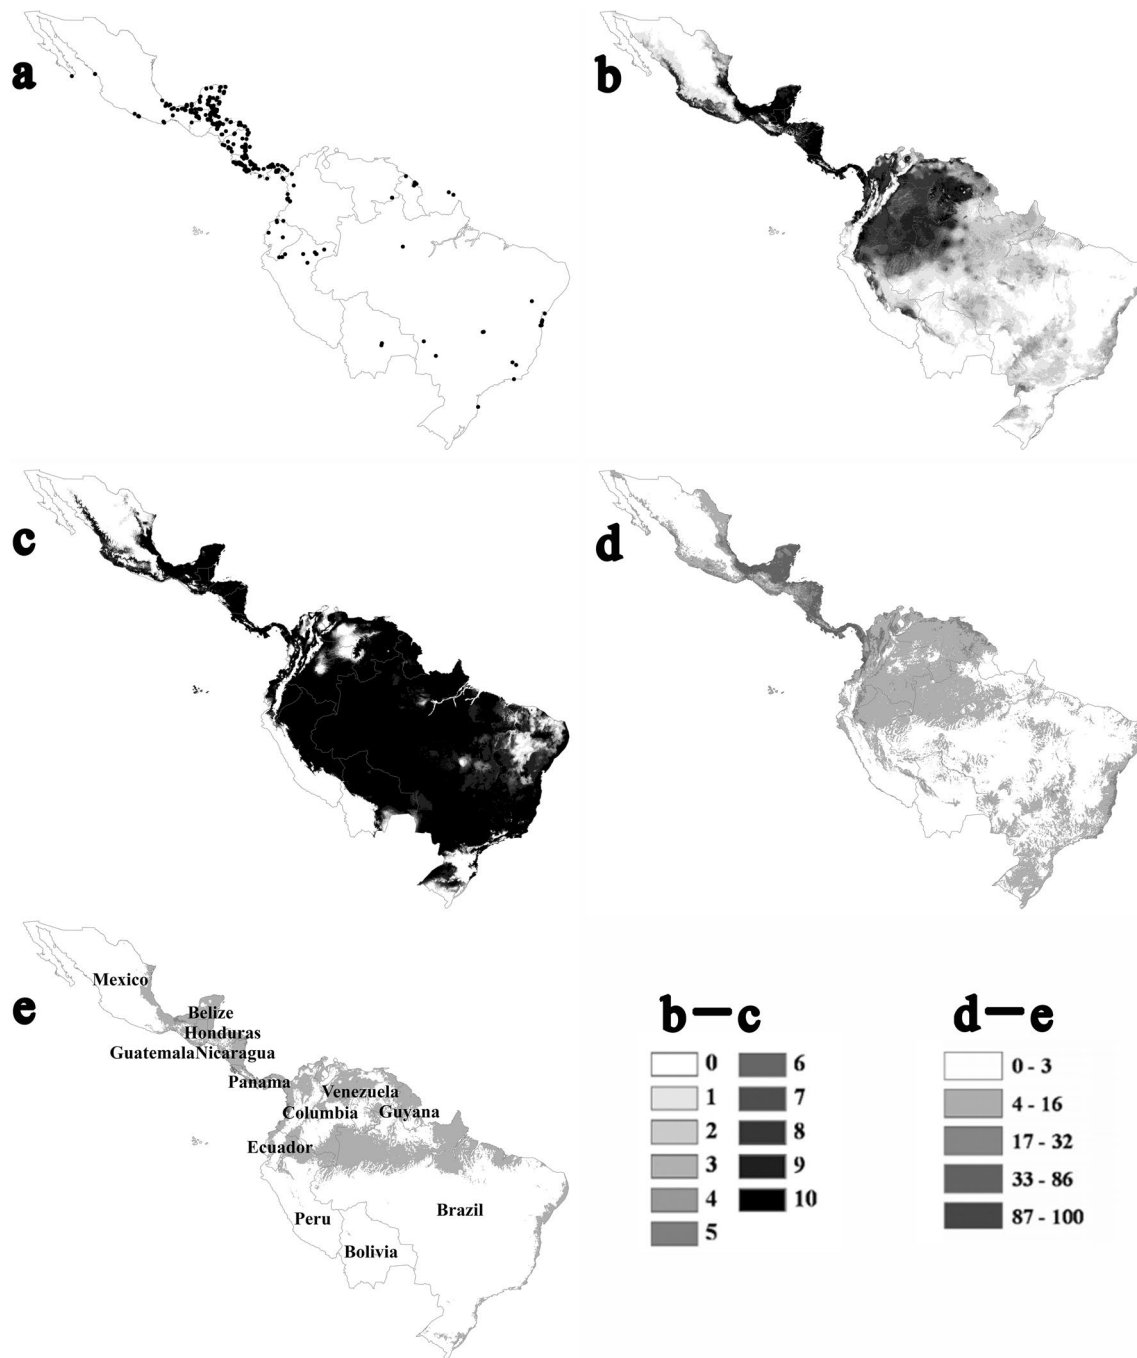 a
b
c
d
e
Mexico
Belize
Honduras
GuatemalaNicaragua
Panama
Venezuela
Columbia
Guyana
Ecuador
Brazil
Peru
Bolivia
b—c
0
1
2
3
4
5
6
7
8
9
10
d—e
0 - 3
4 - 16
17 - 32
33 - 86
87 - 100